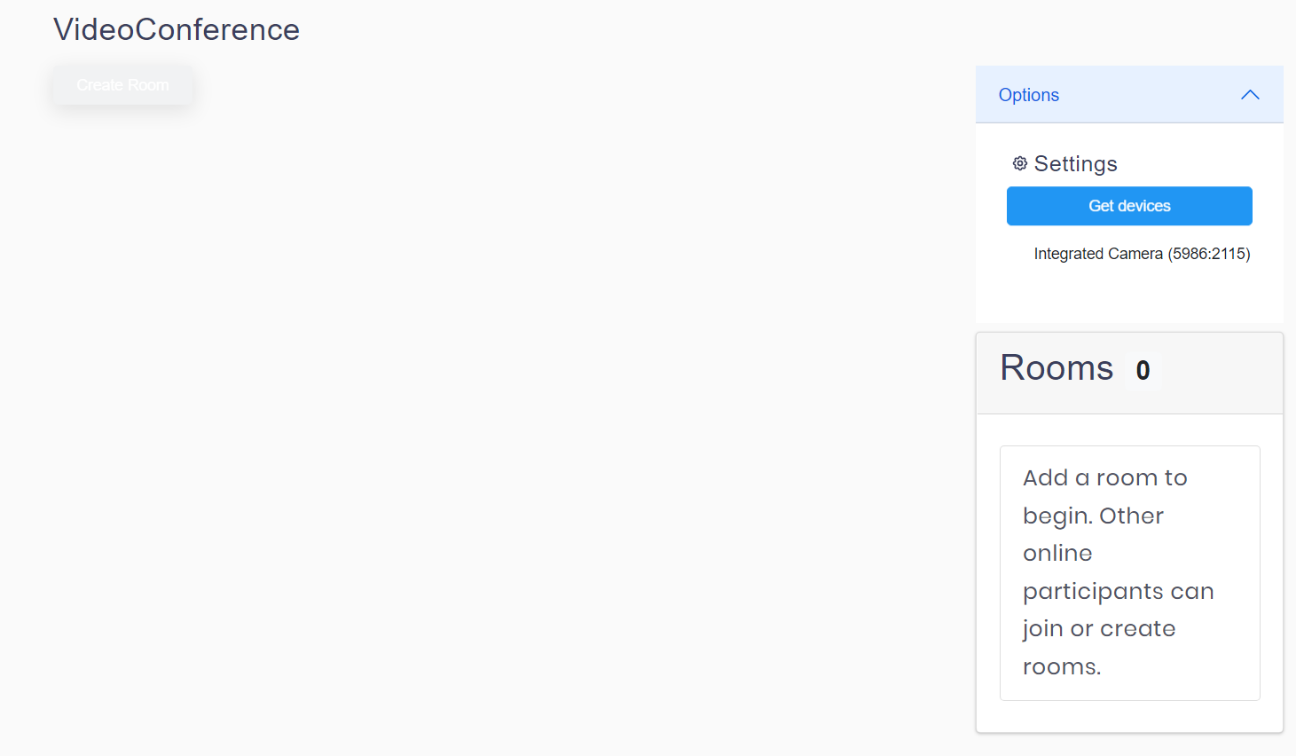 VideoConference
Create Room
Options
Settings
Get devices
Integrated Camera (5986:2115)
Rooms 0
Add a room to
begin. Other
online
participants can
join or create
rooms.